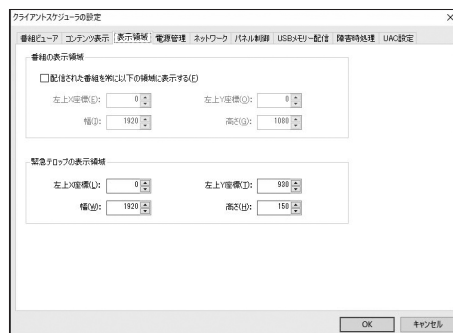 クライアントスケジューラの設定
番組ビューア コンテンツ表示 表示領域 電源管理 ネットワーク パネル制御 USBメモリー配信 障害時処理 UAC設定
番組の表示領域
配信された番組を常に以下の領域に表示する(F)
左上X座標(E): 0 左上Y座標(O): 0
幅(I): 1920 高さ(G): 1080
緊急テロップの表示領域
左上X座標(L): 0 左上Y座標(T): 930
幅(W): 1920 高さ(H): 150
OK キャンセル